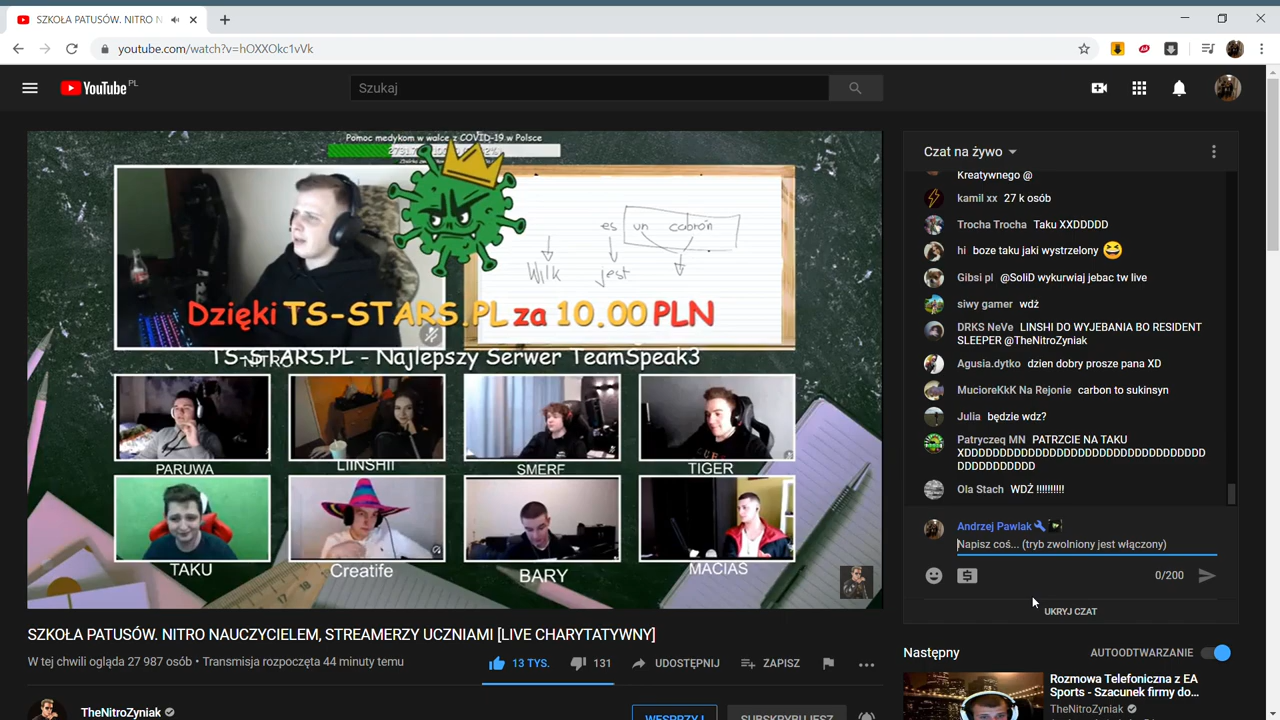 SZKOŁA PATUSÓW. NITRO N
youtube.com/watch?v=hOXXOkc1vVk
YouTube PL
Szukaj
Pomoc medykom w walce z COVID-19 w Polsce
es un cabrón
Wilk jest
Dzięki TS-STARS.PL za 10.00 PLN
TS-STARS.PL - Najlepszy Serwer TeamSpeak3
NITRO
PARUWA
LIINSHII
SMERF
TIGER
TAKU
Creatife
BARY
MACIAS
Czat na żywo
Kreatywnego @
kamil xx 27 k osób
Trocha Trocha Taku XXDDDDD
hi boze taku jaki wystrzelony
Gibsi pl @SoliD wykurwiaj jebac tw live
siwy gamer wdż
DRKS NeVe LINSHI DO WYJEBANIA DO RESIDENT
SLEEPER @TheNitroZyniak
Agusia.dytko dzien dobry prosze pana XD
MucioreKkK Na Rejonie carbon to sukinsyn
Julia będzie wdz?
Patryczeq MN PATRZCIE NA TAKU
Ola Stach WDŻ !!!!!!!!!!
Andrzej Pawlak
Napisz coś... (tryb zwolniony jest włączony)
0/200
UKRYJ CZAT
SZKOŁA PATUSÓW. NITRO NAUCZYCIELEM, STREAMERZY UCZNIAMI [LIVE CHARYTATYWNY]
W tej chwili ogląda 27 987 osób • Transmisja rozpoczęta 44 minuty temu
13 TYS.
131
UDOSTĘPNIJ
ZAPISZ
TheNitroZyniak
WESPRZYJ
SUBSKRYBUJESZ
Następny
AUTOODTWARZANIE
Rozmowa Telefoniczna z EA
Sports - Szacunek firmy do...
TheNitroZyniak